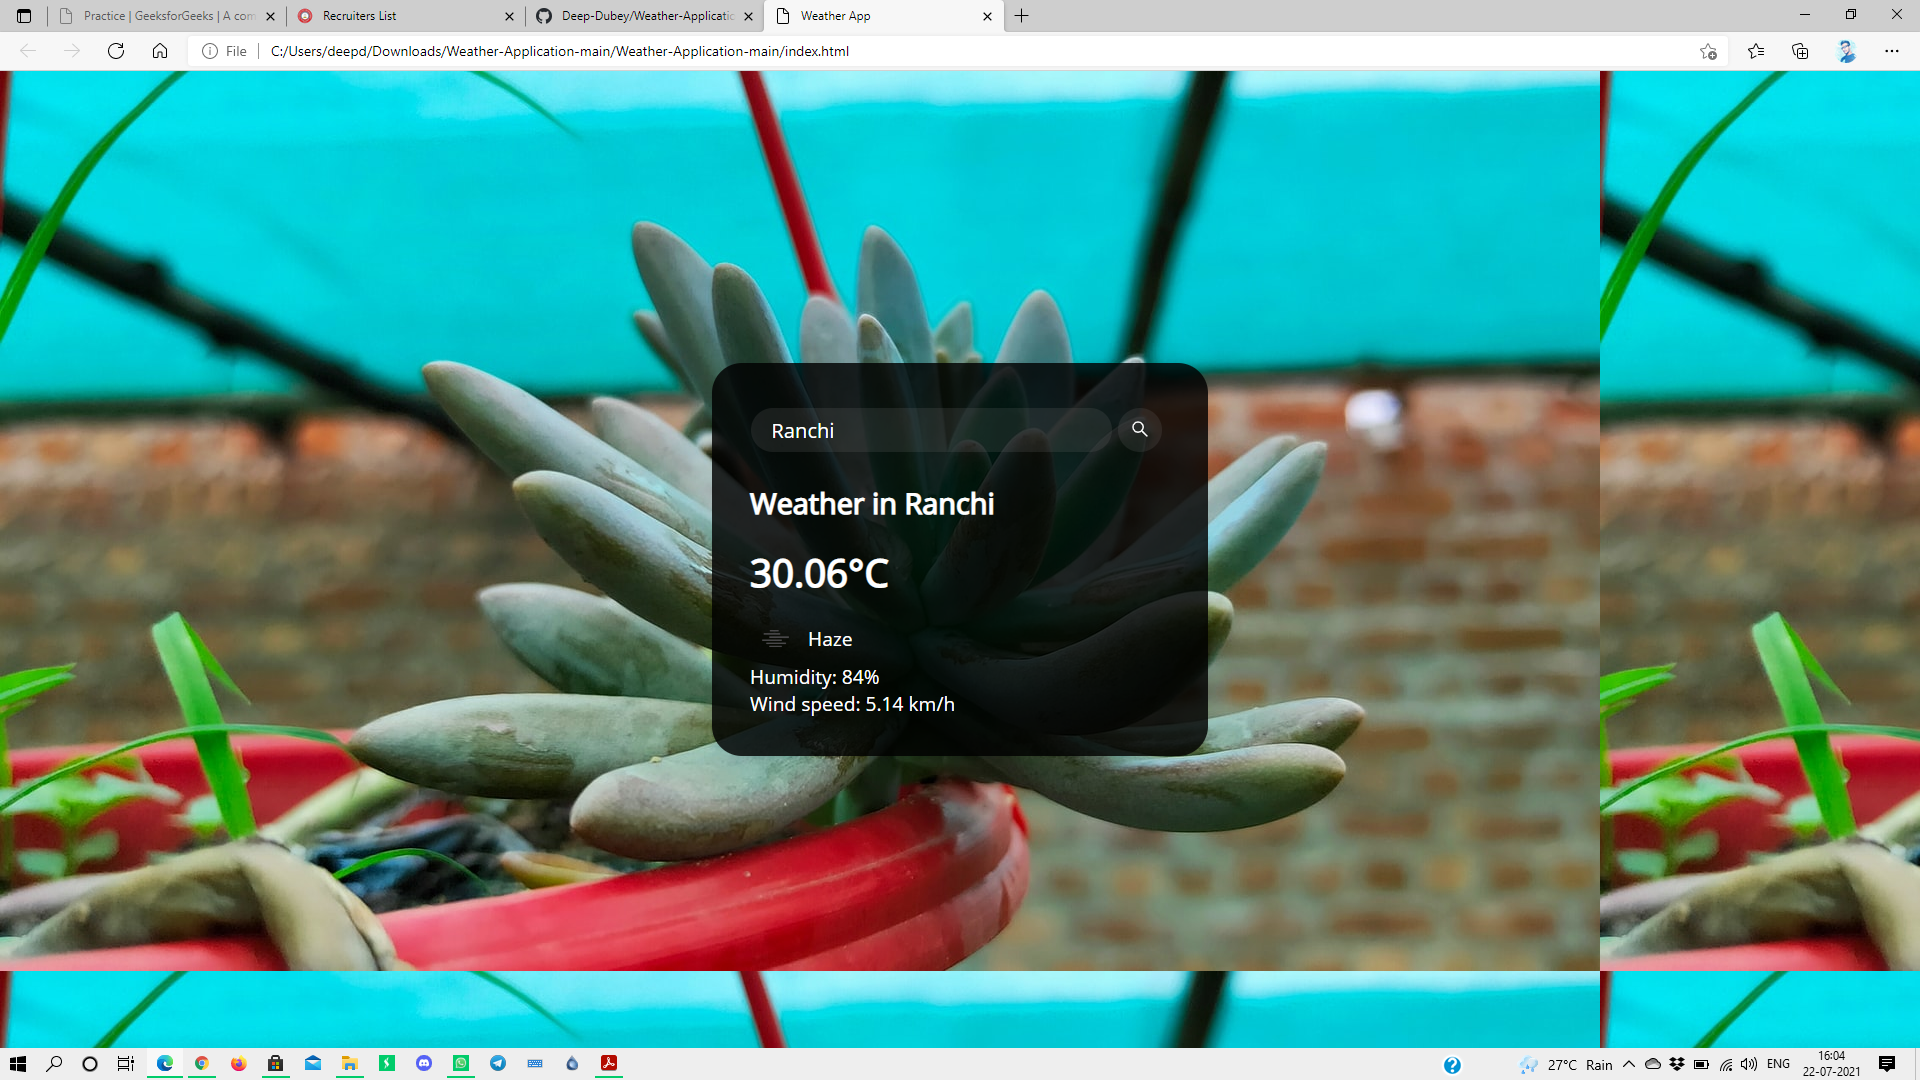 Practice | GeeksforGeeks | A com
Recruiters List
Deep-Dubey/Weather-Applicatio
Weather App
File
C:/Users/deepd/Downloads/Weather-Application-main/Weather-Application-main/index.html
Ranchi
Weather in Ranchi
30.06°C
Haze
Humidity: 84%
Wind speed: 5.14 km/h
27°C Rain
ENG
16:04
22-07-2021